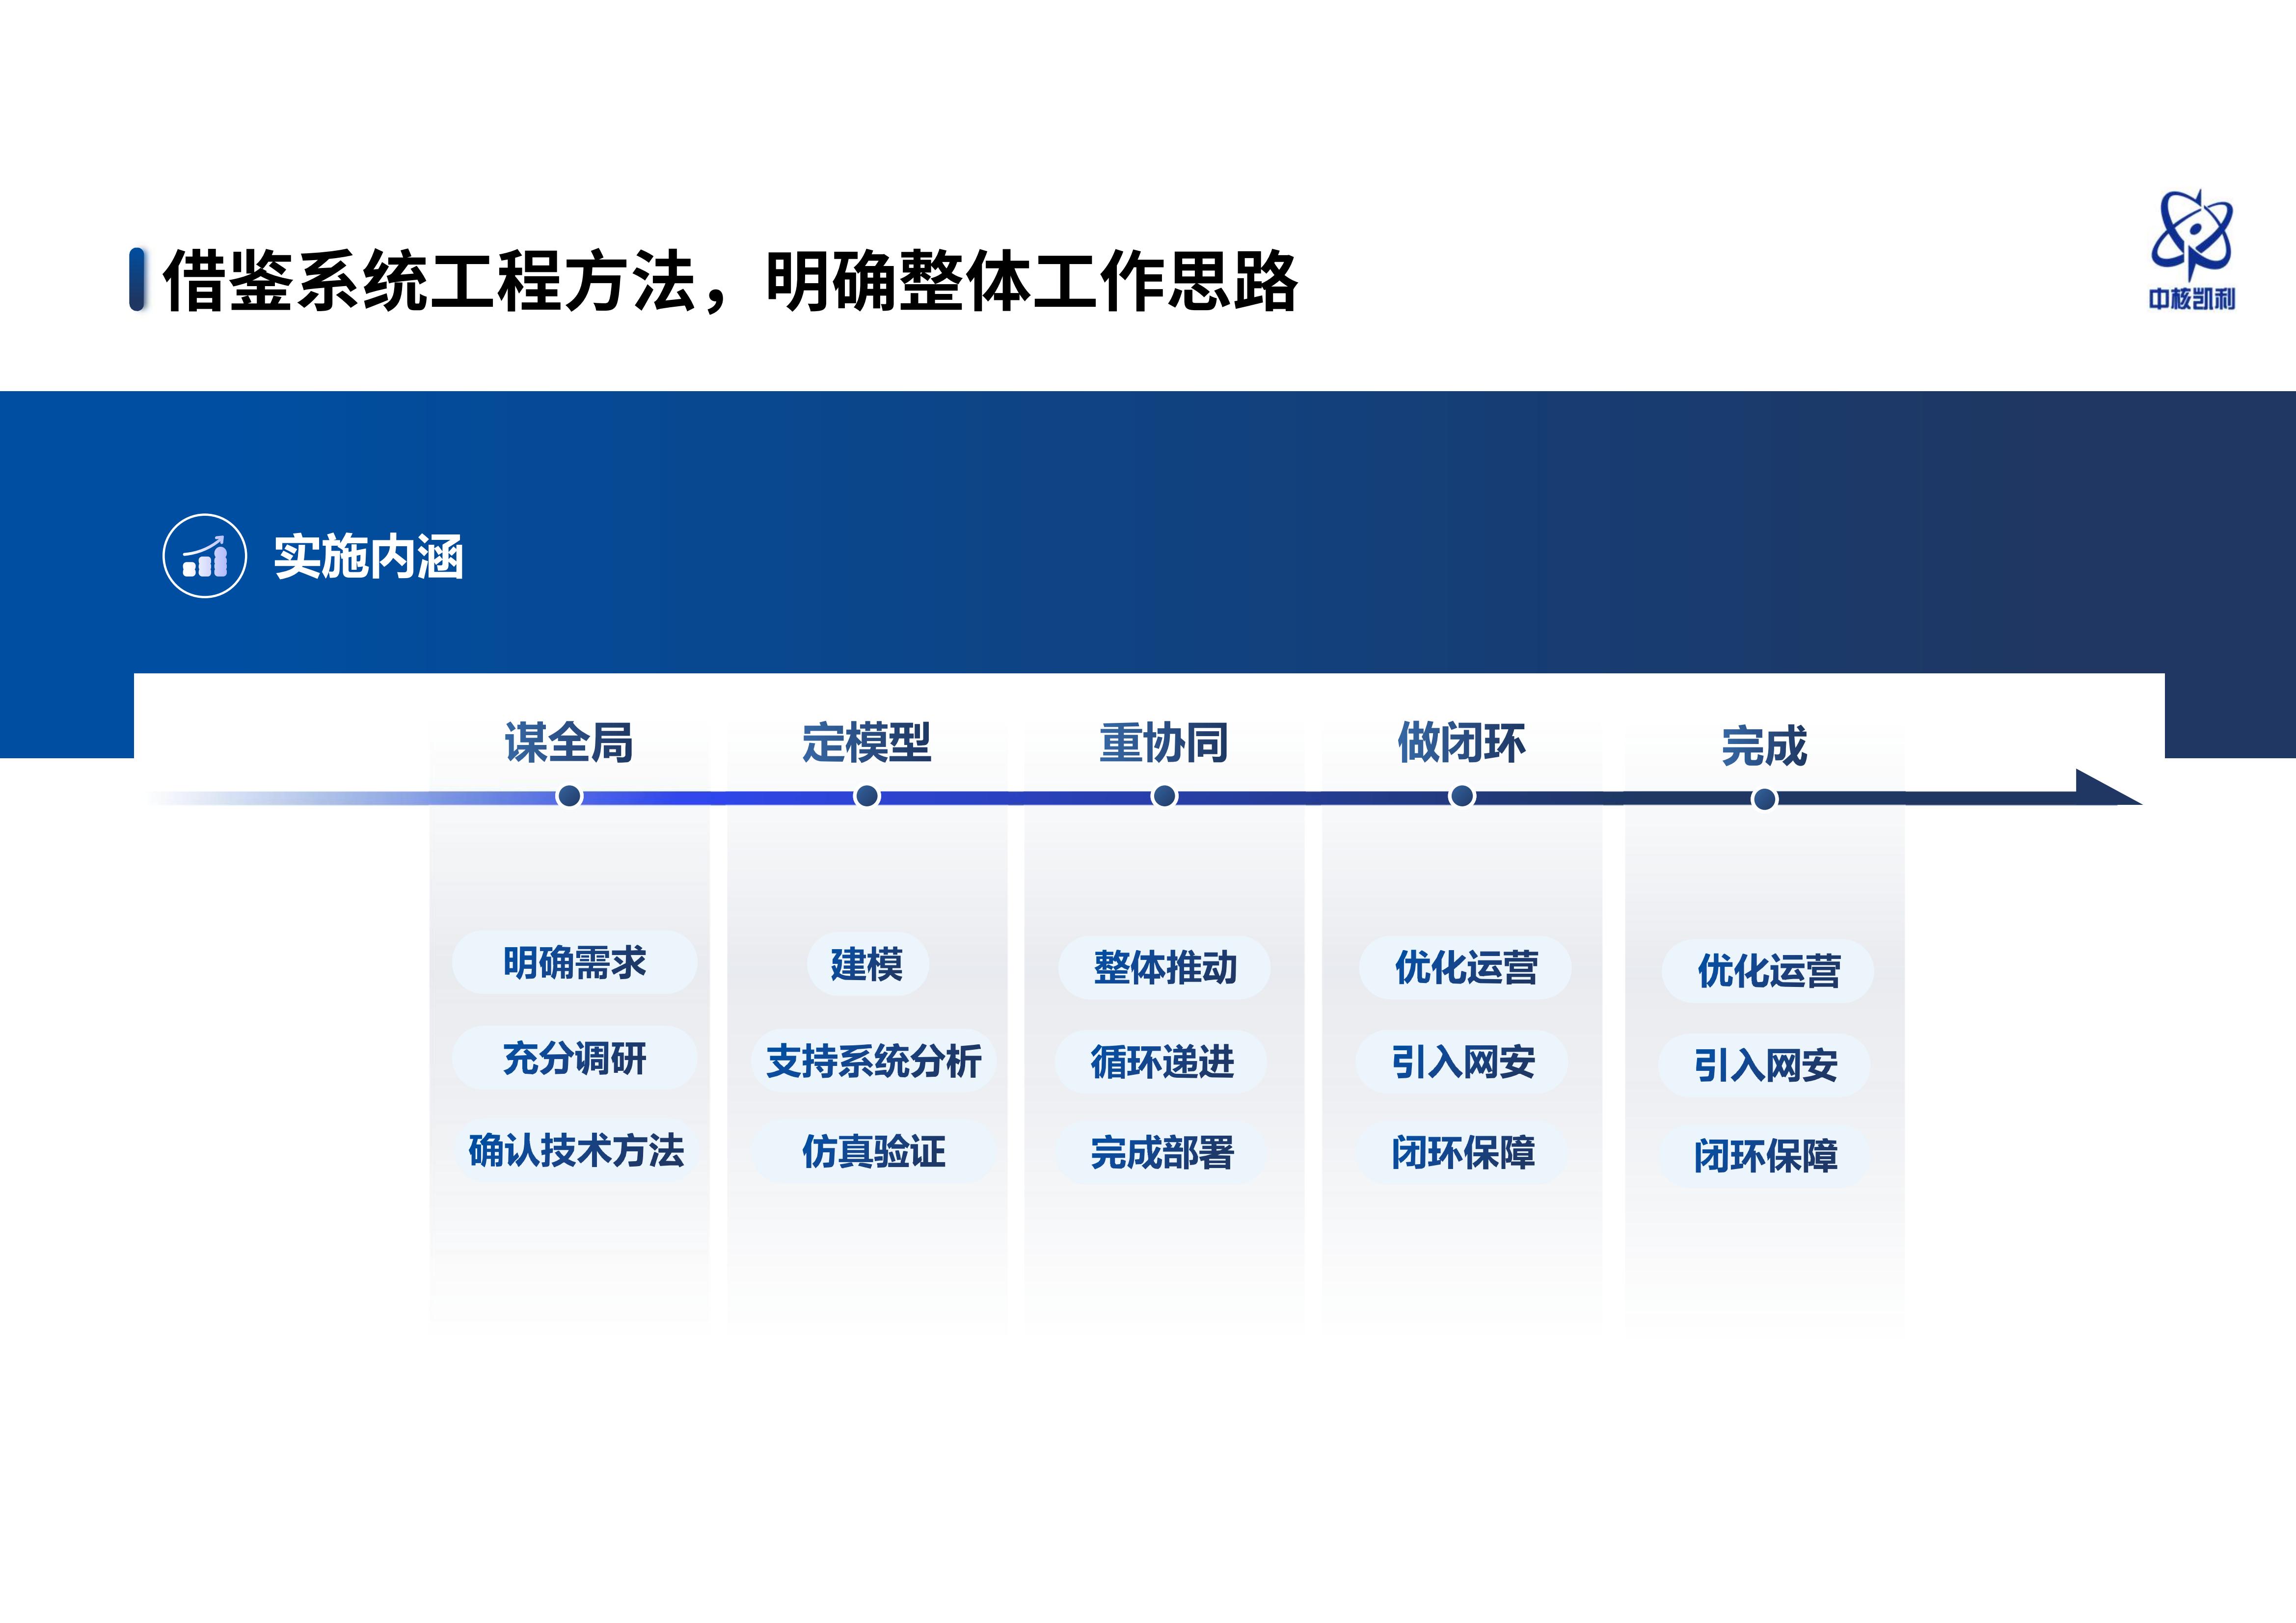 借鉴系统工程方法，明确整体工作思路
中核凯利
实施内涵
谋全局
定模型
重协同
做闭环
完成
明确需求
建模
整体推动
优化运营
优化运营
充分调研
支持系统分析
循环递进
引入网安
引入网安
确认技术方法
仿真验证
完成部署
闭环保障
闭环保障